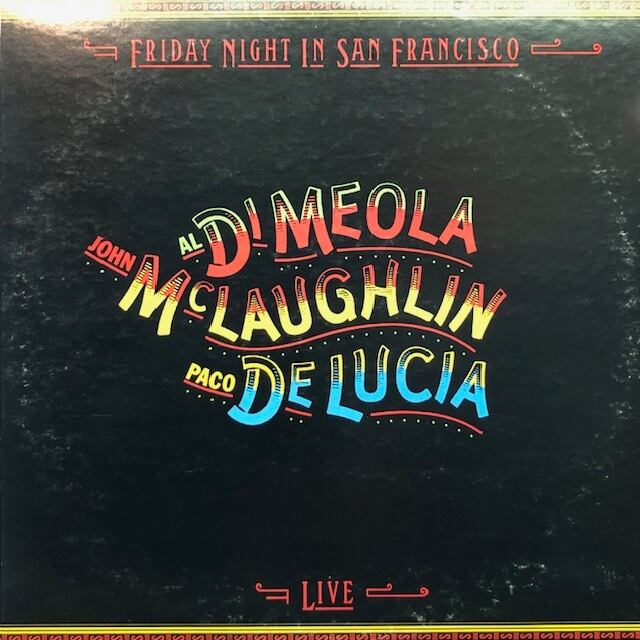 FRIDAY NIGHT IN SAN FRANCISCO
AL DI MEOLA
JOHN MCLAUGHLIN
PACO DE LUCIA
LIVE